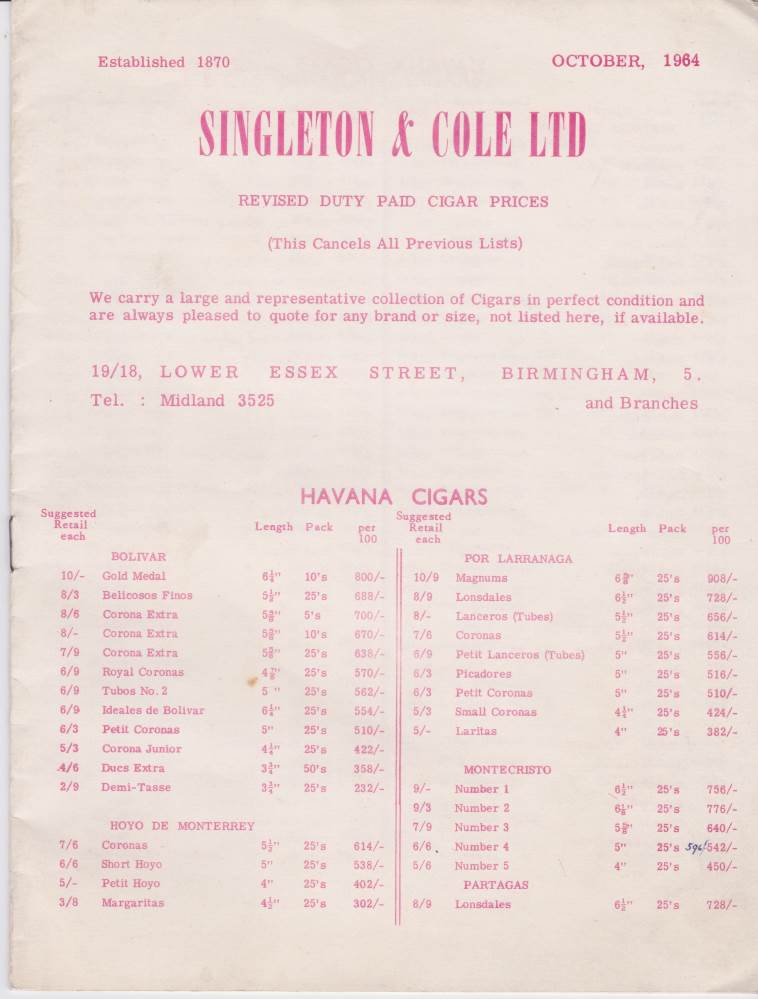 Established 1870 OCTOBER, 1964
SINGLETON & COLE LTD
REVISED DUTY PAID CIGAR PRICES
(This Cancels All Previous Lists)
We carry a large and representative collection of Cigars in perfect condition and
are always pleased to quote for any brand or size, not listed here, if available.
19/18, LOWER ESSEX STREET, BIRMINGHAM, 5.
Tel. : Midland 3525 and Branches
HAVANA CIGARS
Suggested
Retail
each Length Pack per
100
BOLIVAR
10/- Gold Medal 6¼" 10's 800/-
8/3 Belicosos Finos 5½" 25's 688/-
8/6 Corona Extra 5⅝" 5's 700/-
8/- Corona Extra 5⅝" 10's 670/-
7/9 Corona Extra 5⅝" 25's 638/-
6/9 Royal Coronas 4⅞" 25's 570/-
6/9 Tubos No. 2 5 " 25's 562/-
6/9 Ideales de Bolivar 6¼" 25's 554/-
6/3 Petit Coronas 5" 25's 510/-
5/3 Corona Junior 4¼" 25's 422/-
4/6 Ducs Extra 3¾" 50's 358/-
2/9 Demi-Tasse 3¾" 25's 232/-
HOYO DE MONTERREY
7/6 Coronas 5½" 25's 614/-
6/6 Short Hoyo 5" 25's 538/-
5/- Petit Hoyo 4" 25's 402/-
3/8 Margaritas 4½" 25's 302/-
Suggested
Retail
each Length Pack per
100
POR LARRANAGA
10/9 Magnums 25's 908/-
8/9 Lonsdales 6½" 25's 728/-
8/- Lanceros (Tubes) 5½" 25's 656/-
7/6 Coronas 5½" 25's 614/-
6/9 Petit Lanceros (Tubes) 5" 25's 556/-
6/3 Picadores 5" 25's 516/-
6/3 Petit Coronas 5" 25's 510/-
5/3 Small Coronas 4¼" 25's 424/-
5/- Laritas 4" 25's 382/-
MONTECRISTO
9/- Number 1 6½" 25's 756/-
9/3 Number 2 6⅛" 25's 776/-
7/9 Number 3 5⅝" 25's 640/-
6/6 Number 4 5" 25's 596/ 542/-
5/6 Number 5 4" 25's 450/-
PARTAGAS
8/9 Lonsdales 6½" 25's 728/-